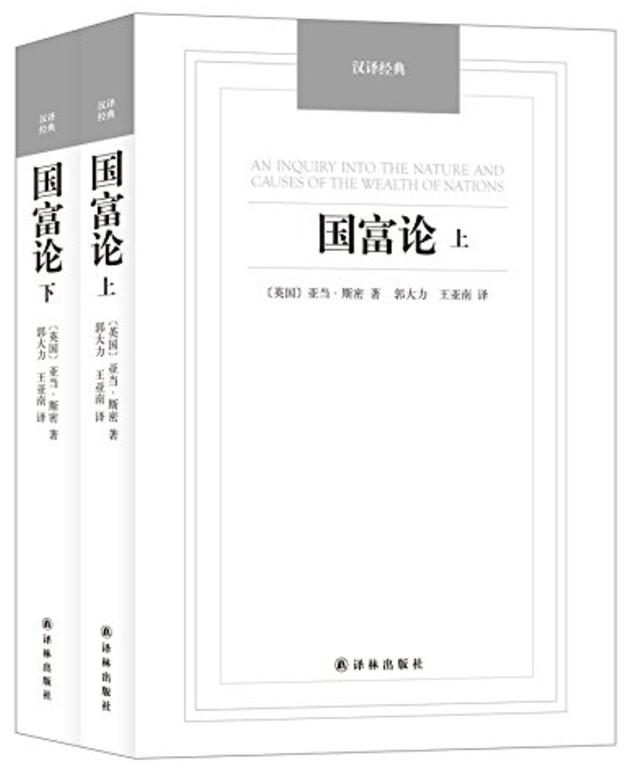 汉译经典
AN INQUIRY INTO THE NATURE AND
CAUSES OF THE WEALTH OF NATIONS
国富论 上
〔英国〕亚当·斯密 著 郭大力 王亚南 译
译林出版社
汉译
经典
国富论
上
〔英国〕亚当·斯密 著
郭大力 王亚南 译
译林出版社
汉译
经典
国富论
下
〔英国〕亚当·斯密 著
郭大力 王亚南 译
译林出版社